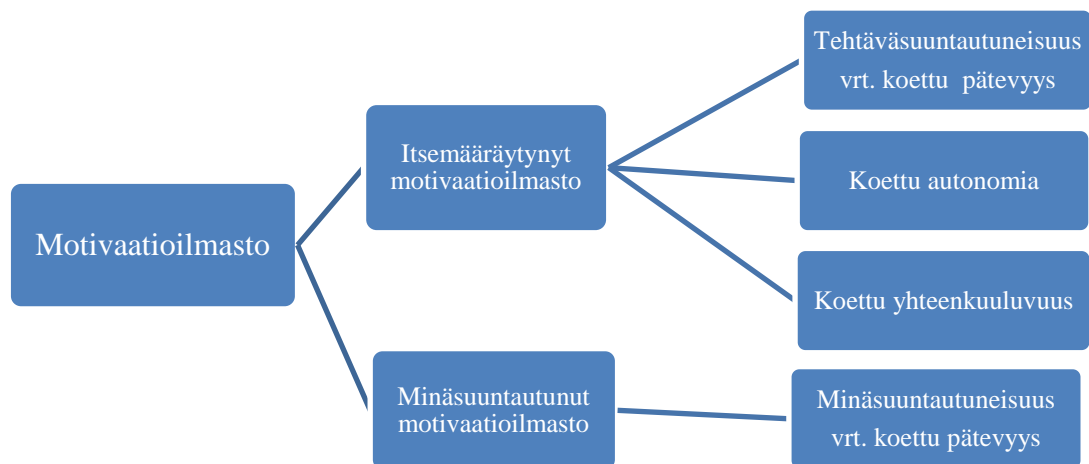 Motivaatioilmasto
Itsemääräytynyt
motivaatioilmasto
Tehtäväsuuntautuneisuus
vrt. koettu pätevyys
Koettu autonomia
Koettu yhteenkuuluvuus
Minäsuuntautunut
motivaatioilmasto
Minäsuuntautuneisuus
vrt. koettu pätevyys